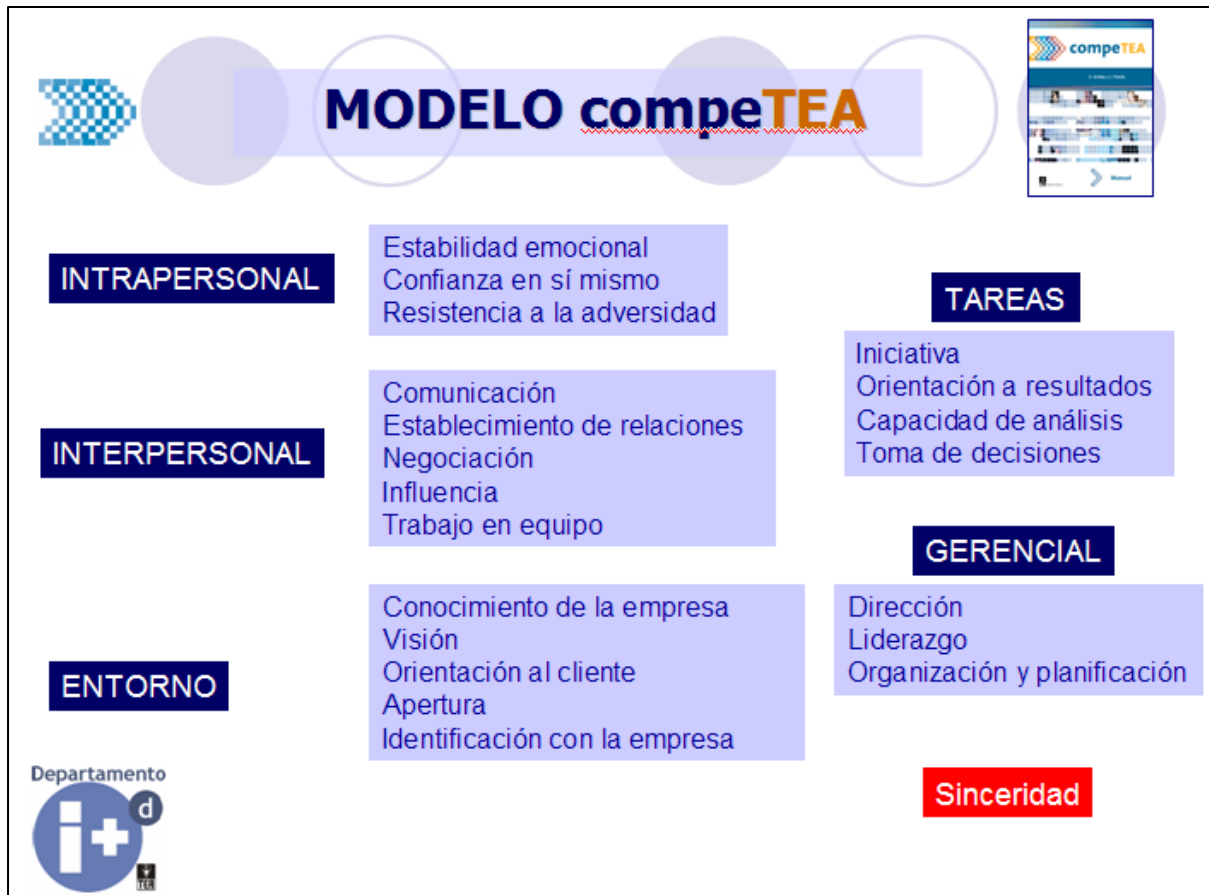 MODELO compeTEA
compeTEA
Manual
INTRAPERSONAL
Estabilidad emocional
Confianza en sí mismo
Resistencia a la adversidad
INTERPERSONAL
Comunicación
Establecimiento de relaciones
Negociación
Influencia
Trabajo en equipo
ENTORNO
Conocimiento de la empresa
Visión
Orientación al cliente
Apertura
Identificación con la empresa
TAREAS
Iniciativa
Orientación a resultados
Capacidad de análisis
Toma de decisiones
GERENCIAL
Dirección
Liderazgo
Organización y planificación
Sinceridad
Departamento
i+d
TEA